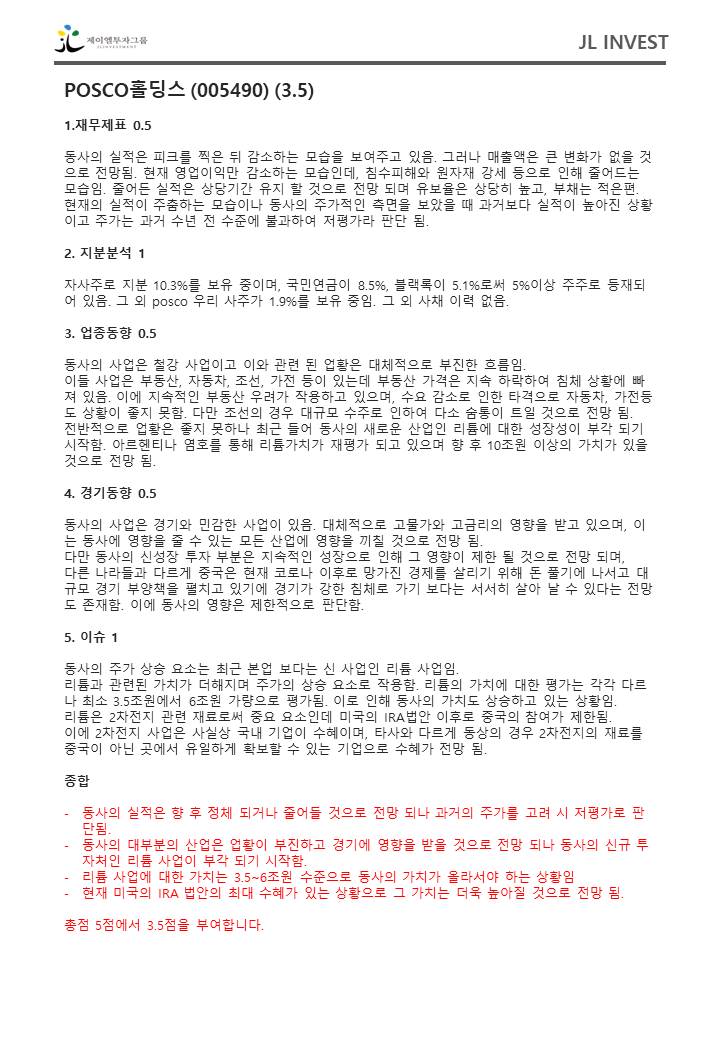 제이엘투자그룹
JLINVESTMENT
JL INVEST
POSCO홀딩스 (005490) (3.5)
1.재무제표 0.5
동사의 실적은 피크를 찍은 뒤 감소하는 모습을 보여주고 있음. 그러나 매출액은 큰 변화가 없을 것
으로 전망됨. 현재 영업이익만 감소하는 모습인데, 침수피해와 원자재 강세 등으로 인해 줄어드는
모습임. 줄어든 실적은 상당기간 유지 할 것으로 전망 되며 유보율은 상당히 높고, 부채는 적은편.
현재의 실적이 주춤하는 모습이나 동사의 주가적인 측면을 보았을 때 과거보다 실적이 높아진 상황
이고 주가는 과거 수년 전 수준에 불과하여 저평가라 판단 됨.
2. 지분분석 1
자사주로 지분 10.3%를 보유 중이며, 국민연금이 8.5%, 블랙록이 5.1%로써 5%이상 주주로 등재되
어 있음. 그 외 posco 우리 사주가 1.9%를 보유 중임. 그 외 사채 이력 없음.
3. 업종동향 0.5
동사의 사업은 철강 사업이고 이와 관련 된 업황은 대체적으로 부진한 흐름임.
이들 사업은 부동산, 자동차, 조선, 가전 등이 있는데 부동산 가격은 지속 하락하여 침체 상황에 빠
져 있음. 이에 지속적인 부동산 우려가 작용하고 있으며, 수요 감소로 인한 타격으로 자동차, 가전등
도 상황이 좋지 못함. 다만 조선의 경우 대규모 수주로 인하여 다소 숨통이 트일 것으로 전망 됨.
전반적으로 업황은 좋지 못하나 최근 들어 동사의 새로운 산업인 리튬에 대한 성장성이 부각 되기
시작함. 아르헨티나 염호를 통해 리튬가치가 재평가 되고 있으며 향 후 10조원 이상의 가치가 있을
것으로 전망 됨.
4. 경기동향 0.5
동사의 사업은 경기와 민감한 사업이 있음. 대체적으로 고물가와 고금리의 영향을 받고 있으며, 이
는 동사에 영향을 줄 수 있는 모든 산업에 영향을 끼칠 것으로 전망 됨.
다만 동사의 신성장 투자 부분은 지속적인 성장으로 인해 그 영향이 제한 될 것으로 전망 되며,
다른 나라들과 다르게 중국은 현재 코로나 이후로 망가진 경제를 살리기 위해 돈 풀기에 나서고 대
규모 경기 부양책을 펼치고 있기에 경기가 강한 침체로 가기 보다는 서서히 살아 날 수 있다는 전망
도 존재함. 이에 동사의 영향은 제한적으로 판단함.
5. 이슈 1
동사의 주가 상승 요소는 최근 본업 보다는 신 사업인 리튬 사업임.
리튬과 관련된 가치가 더해지며 주가의 상승 요소로 작용함. 리튬의 가치에 대한 평가는 각각 다르
나 최소 3.5조원에서 6조원 가량으로 평가됨. 이로 인해 동사의 가치도 상승하고 있는 상황임.
리튬은 2차전지 관련 재료로써 중요 요소인데 미국의 IRA법안 이후로 중국의 참여가 제한됨.
이에 2차전지 사업은 사실상 국내 기업이 수혜이며, 타사와 다르게 동상의 경우 2차전지의 재료를
중국이 아닌 곳에서 유일하게 확보할 수 있는 기업으로 수혜가 전망 됨.
종합
- 동사의 실적은 향 후 정체 되거나 줄어들 것으로 전망 되나 과거의 주가를 고려 시 저평가로 판
단됨.
- 동사의 대부분의 산업은 업황이 부진하고 경기에 영향을 받을 것으로 전망 되나 동사의 신규 투
자처인 리튬 사업이 부각 되기 시작함.
- 리튬 사업에 대한 가치는 3.5~6조원 수준으로 동사의 가치가 올라서야 하는 상황임
- 현재 미국의 IRA 법안의 최대 수혜가 있는 상황으로 그 가치는 더욱 높아질 것으로 전망 됨.
총점 5점에서 3.5점을 부여합니다.